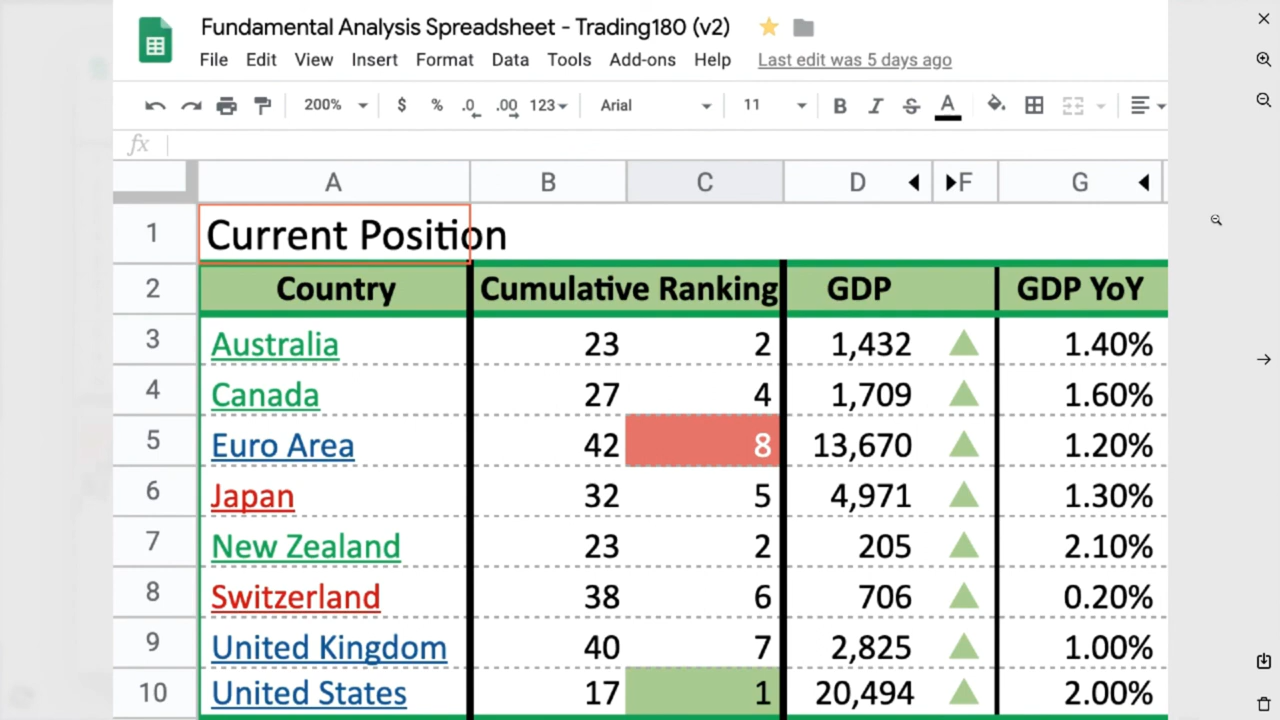 Fundamental Analysis Spreadsheet - Trading180 (v2)
File Edit View Insert Format Data Tools Add-ons Help Last edit was 5 days ago
200% $ % .0 .00 123 Arial 11 B I S A
fx
A B C D F G
1 Current Position
2 Country Cumulative Ranking GDP GDP YoY
3 Australia 23 2 1,432 1.40%
4 Canada 27 4 1,709 1.60%
5 Euro Area 42 8 13,670 1.20%
6 Japan 32 5 4,971 1.30%
7 New Zealand 23 2 205 2.10%
8 Switzerland 38 6 706 0.20%
9 United Kingdom 40 7 2,825 1.00%
10 United States 17 1 20,494 2.00%